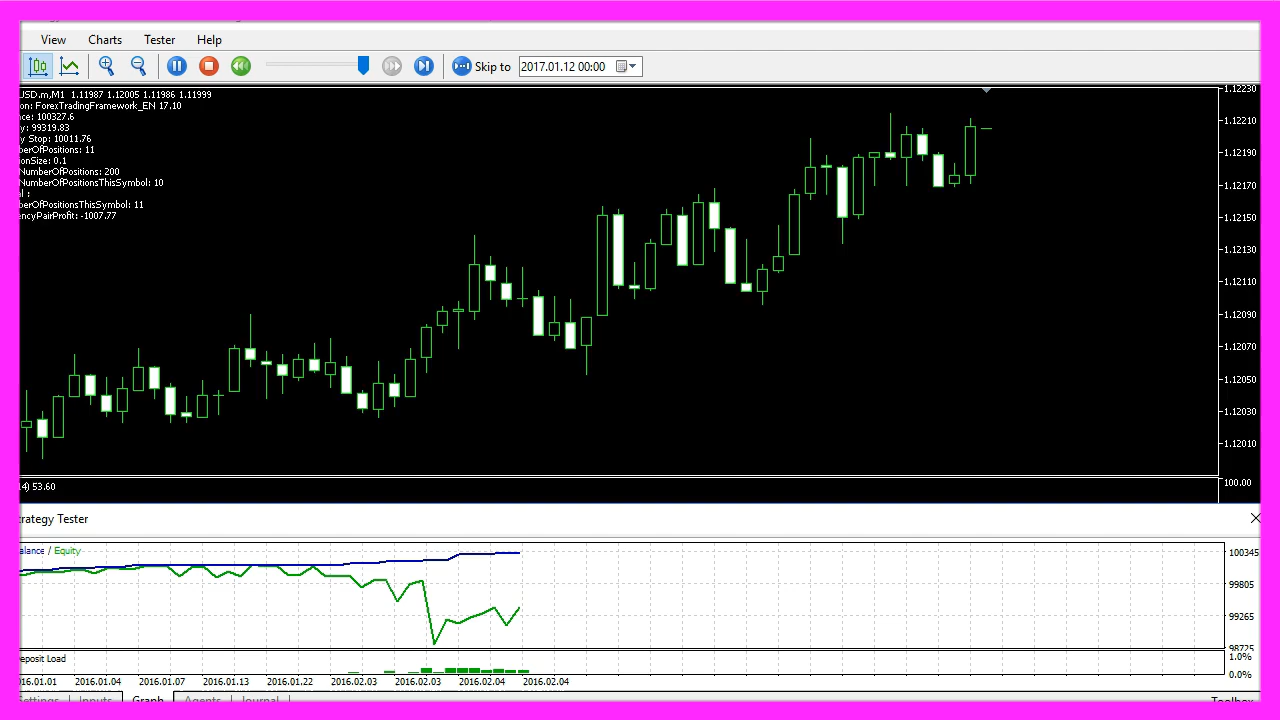 View Charts Tester Help
Skip to 2017.01.12 00:00
USD.m,M1 1.11987 1.12005 1.11986 1.11999
on: ForexTradingFramework_EN 17.10
nce: 100327.6
y: 99319.83
y Stop: 10011.76
berOfPositions: 11
ionSize: 0.1
NumberOfPositions: 200
NumberOfPositionsThisSymbol: 10
al :
berOfPositionsThisSymbol: 11
encyPairProfit: -1007.77
1.12230
1.12210
1.12190
1.12170
1.12150
1.12130
1.12110
1.12090
1.12070
1.12050
1.12030
1.12010
14) 53.60
100.00
trategy Tester
alance / Equity
100345
99805
99265
98725
eposit Load
1.0%
0.0%
016.01.01 2016.01.04 2016.01.07 2016.01.13 2016.01.22 2016.02.03 2016.02.03 2016.02.04 2016.02.04
Settings Inputs Graph Agents Journal
Toolbox